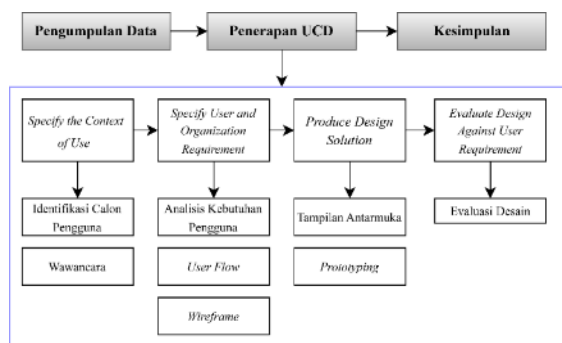 Pengumpulan Data
Penerapan UCD
Kesimpulan
Specify the Context
of Use
Specify User and
Organization
Requirement
Produce Design
Solution
Evaluate Design
Against User
Requirement
Identifikasi Calon
Pengguna
Analisis Kebutuhan
Pengguna
Tampilan Antarmuka
Evaluasi Desain
Wawancara
User Flow
Prototyping
Wireframe